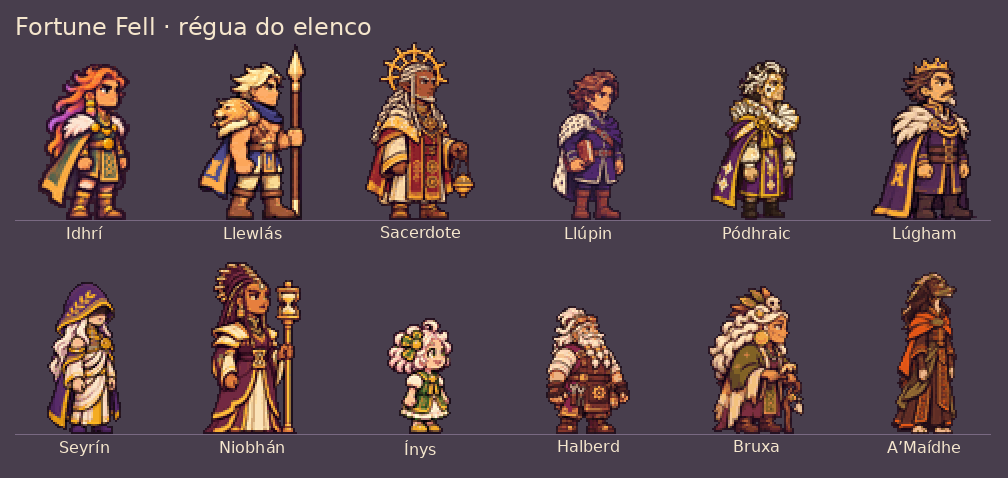 Fortune Fell · régua do elenco
Idhrí
Llewlás
Sacerdote
Llúpin
Pódhraic
Lúgham
Seyrín
Niobhán
Ínys
Halberd
Bruxa
A’Maídhe